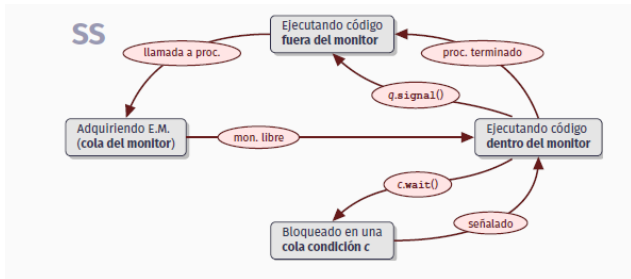 SS
Ejecutando código
fuera del monitor
llamada a proc.
proc. terminado
q.signal()
Adquiriendo E.M.
(cola del monitor)
mon. libre
Ejecutando código
dentro del monitor
c.wait()
señalado
Bloqueado en una
cola condición c